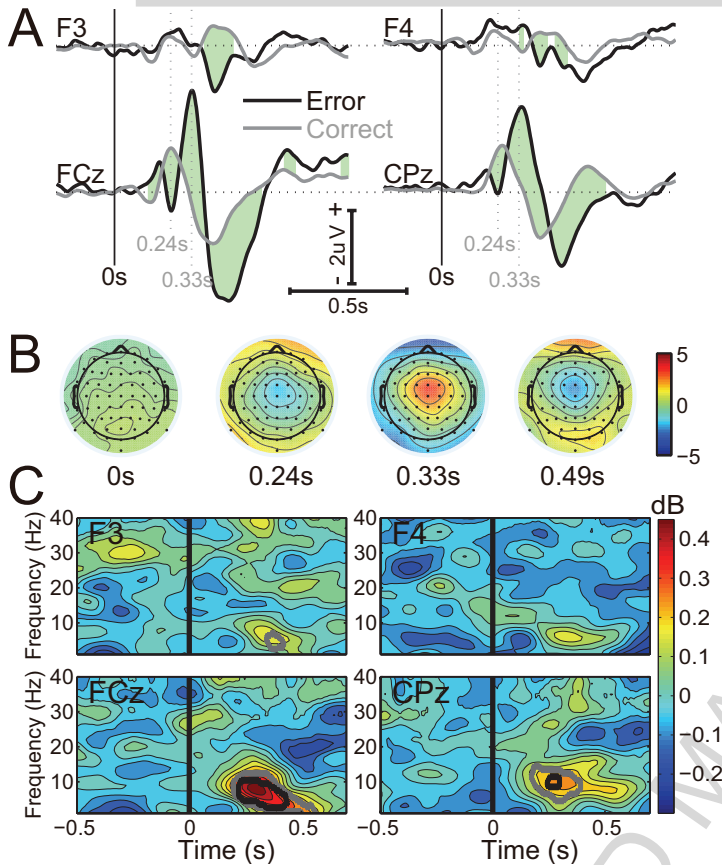 A
F3
F4
Error
Correct
FCz
CPz
0.24s
0.33s
0s
- 2uV +
0.5s
0.24s
0.33s
0s
B
5
0
−5
0s
0.24s
0.33s
0.49s
C
dB
F3
F4
Frequency (Hz)
40
30
20
10
FCz
CPz
Frequency (Hz)
40
30
20
10
0.4
0.3
0.2
0.1
0
-0.1
-0.2
−0.5
0
0.5
−0.5
0
0.5
Time (s)
Time (s)